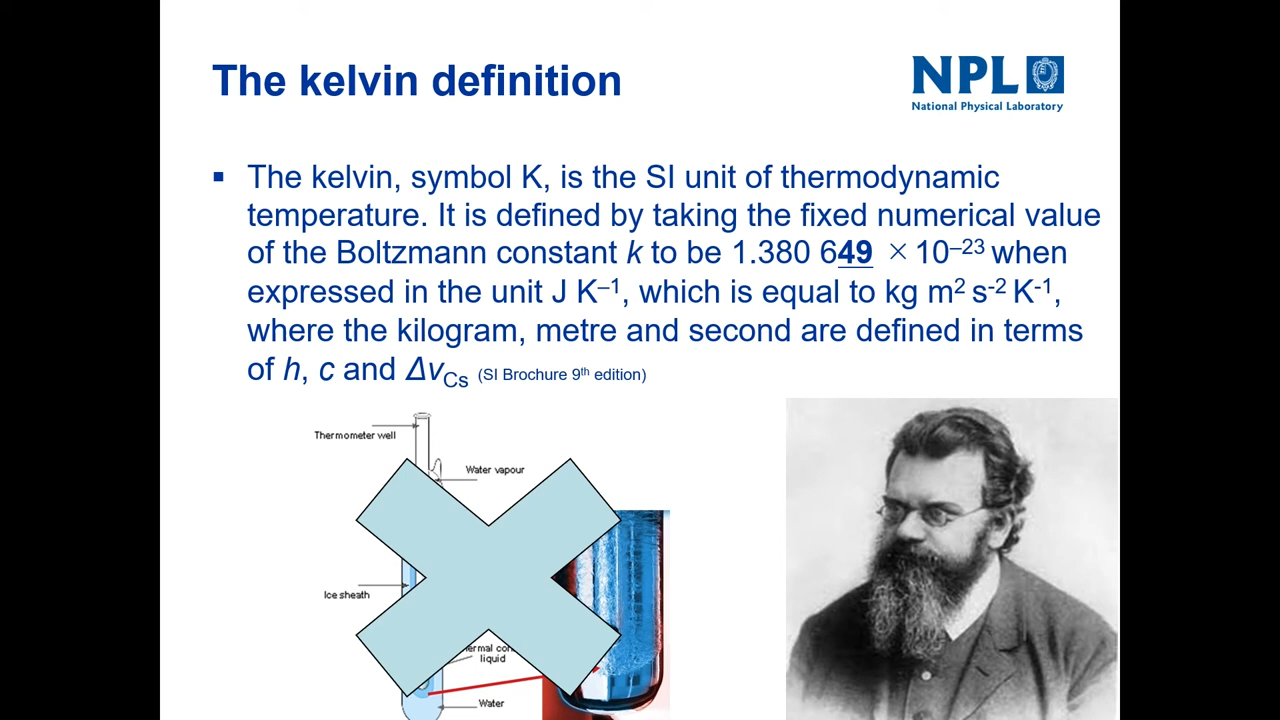 The kelvin definition
NPL
National Physical Laboratory
▪ The kelvin, symbol K, is the SI unit of thermodynamic
temperature. It is defined by taking the fixed numerical value
of the Boltzmann constant k to be 1.380 649 ×10⁻²³ when
expressed in the unit J K⁻¹, which is equal to kg m² s⁻² K⁻¹,
where the kilogram, metre and second are defined in terms
of h, c and ΔνCs (SI Brochure 9th edition)
Thermometer well
Water vapour
Ice sheath
liquid
Water